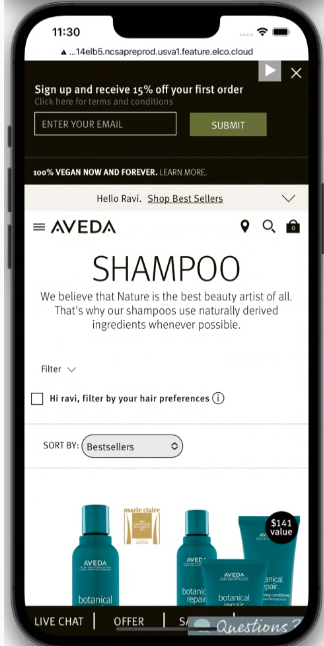 11:30
▲ ...14elb5.ncsapreprod.usva1.feature.elco.cloud
Sign up and receive 15% off your first order
Click here for terms and conditions
ENTER YOUR EMAIL
SUBMIT
100% VEGAN NOW AND FOREVER. LEARN MORE.
Hello Ravi. Shop Best Sellers
AVEDA
0
SHAMPOO
We believe that Nature is the best beauty artist of all.
That's why our shampoos use naturally derived
ingredients whenever possible.
Filter
Hi ravi, filter by your hair preferences
SORT BY: Bestsellers
marie claire
$141
value
AVEDA
botanical
AVEDA
botanical
repair
AVEDA
botanical
repair
LIVE CHAT
OFFER
Questions?